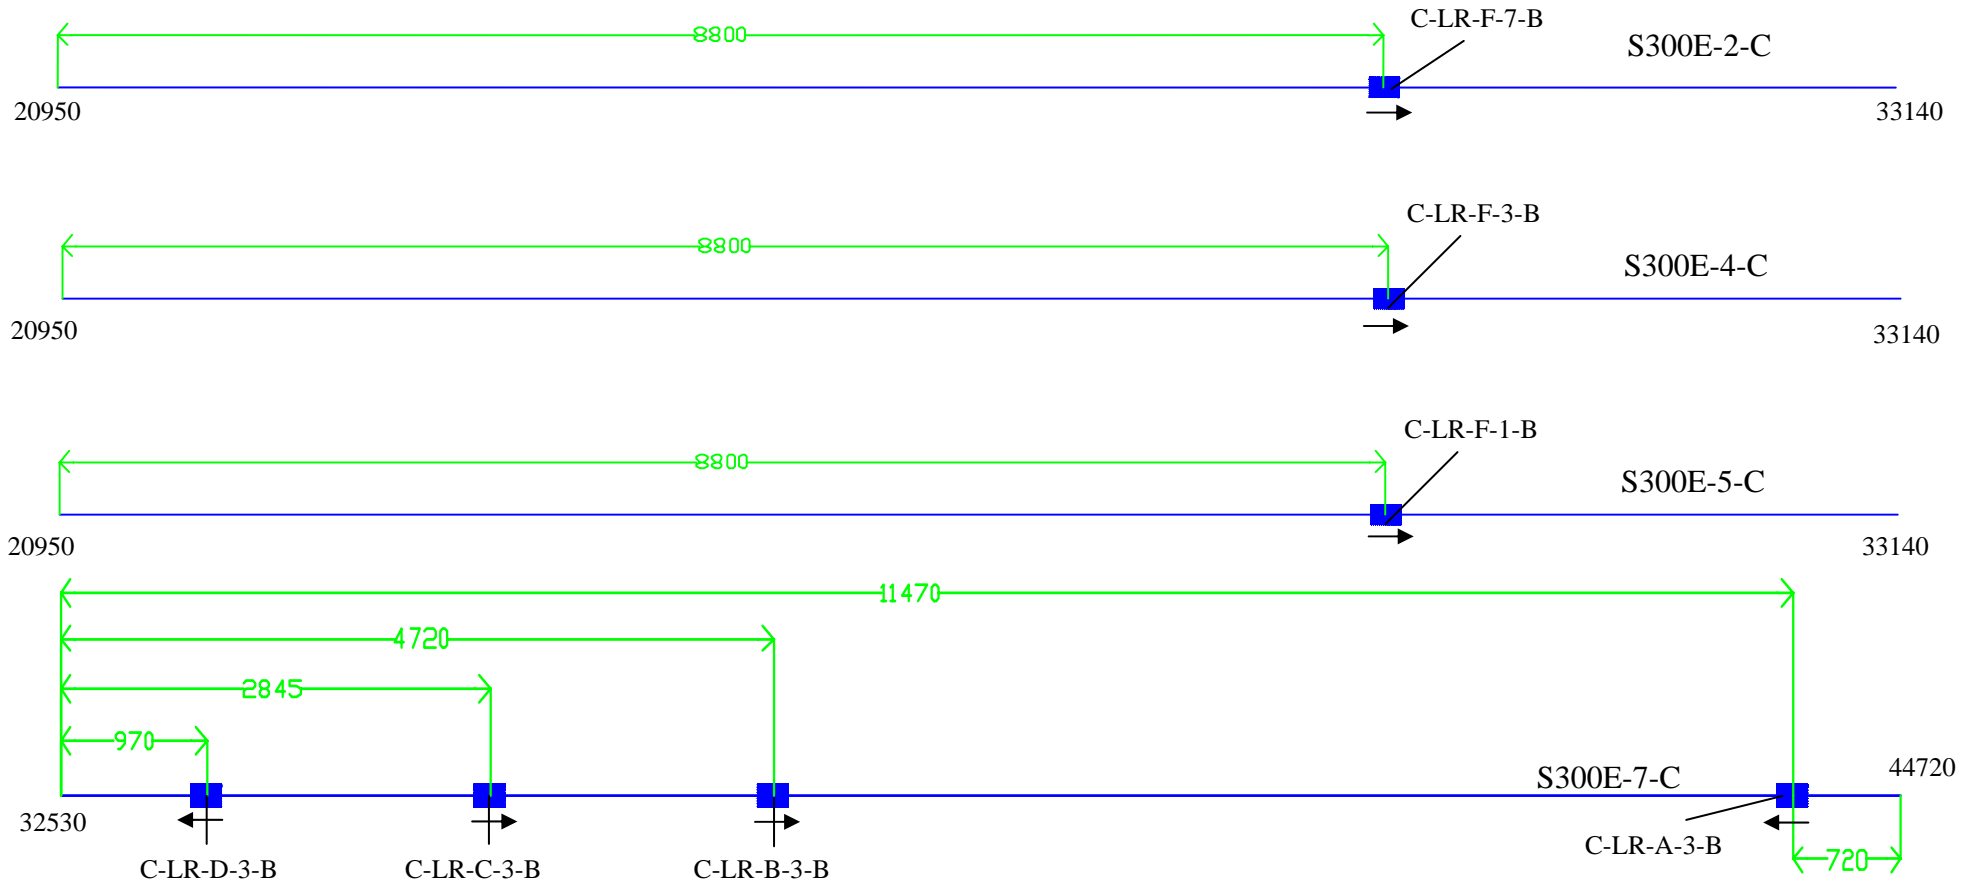 C-LR-F-7-B
8800
S300E-2-C
20950
33140
C-LR-F-3-B
8800
S300E-4-C
20950
33140
C-LR-F-1-B
8800
S300E-5-C
20950
33140
11470
4720
2845
970
S300E-7-C
44720
32530
C-LR-A-3-B
720
C-LR-D-3-B
C-LR-C-3-B
C-LR-B-3-B